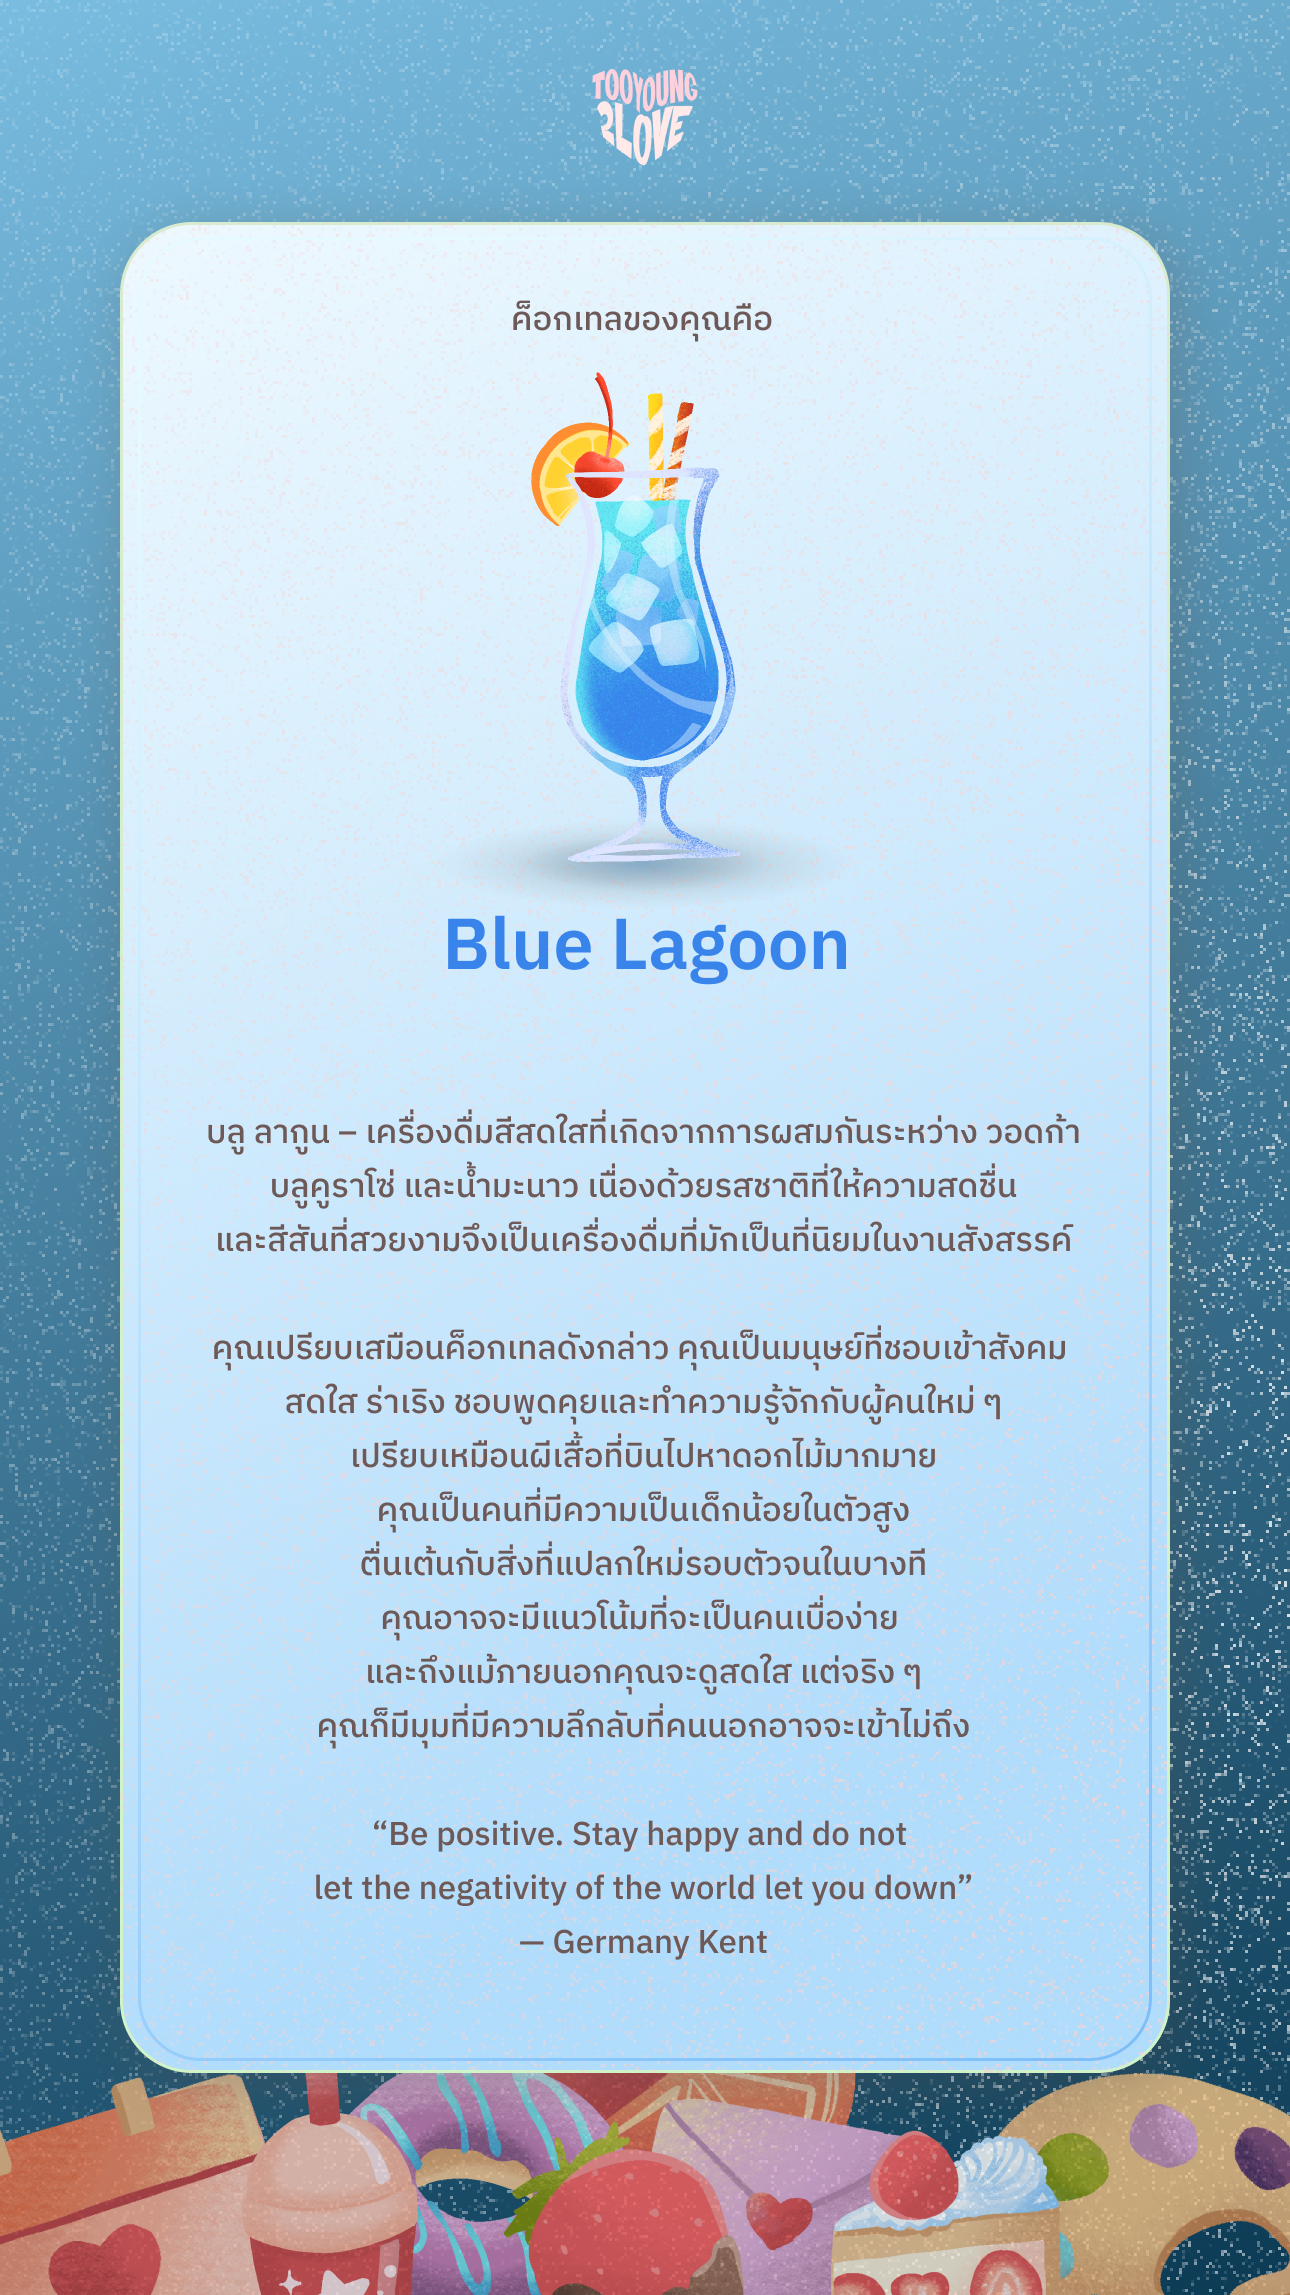 TOO YOUNG
2LOVE
ค็อกเทลของคุณคือ
Blue Lagoon
บลู ลากูน – เครื่องดื่มสีสดใสที่เกิดจากการผสมกันระหว่าง วอดก้า
บลูคูราโซ่ และน้ำมะนาว เนื่องด้วยรสชาติที่ให้ความสดชื่น
และสีสันที่สวยงามจึงเป็นเครื่องดื่มที่มักเป็นที่นิยมในงานสังสรรค์
คุณเปรียบเสมือนค็อกเทลดังกล่าว คุณเป็นมนุษย์ที่ชอบเข้าสังคม
สดใส ร่าเริง ชอบพูดคุยและทำความรู้จักกับผู้คนใหม่ ๆ
เปรียบเหมือนผีเสื้อที่บินไปหาดอกไม้มากมาย
คุณเป็นคนที่มีความเป็นเด็กน้อยในตัวสูง
ตื่นเต้นกับสิ่งที่แปลกใหม่รอบตัวจนในบางที
คุณอาจจะมีแนวโน้มที่จะเป็นคนเบื่อง่าย
และถึงแม้ภายนอกคุณจะดูสดใส แต่จริง ๆ
คุณก็มีมุมที่มีความลึกลับที่คนนอกอาจจะเข้าไม่ถึง
“Be positive. Stay happy and do not
let the negativity of the world let you down”
— Germany Kent